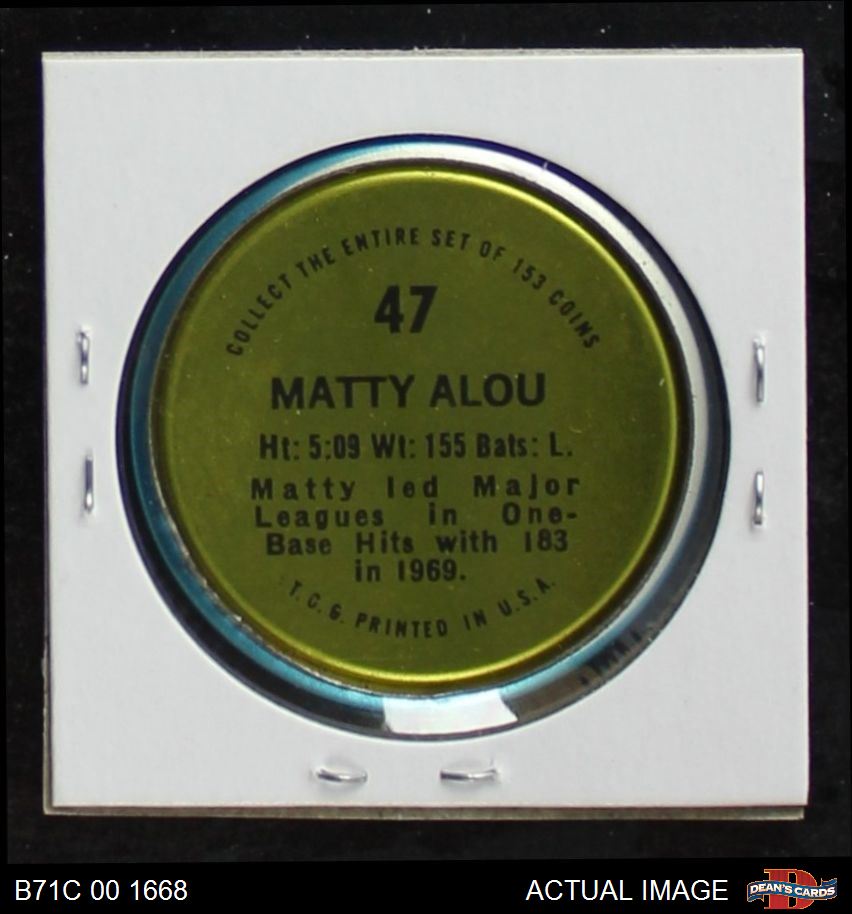 COLLECT THE ENTIRE SET OF 153 COINS
47
MATTY ALOU
Ht: 5:09 Wt: 155 Bats: L.
Matty led Major
Leagues in One-
Base Hits with 183
in 1969.
T.C.G. PRINTED IN U.S.A.
B71C 00 1668
ACTUAL IMAGE
DEAN'S CARDS